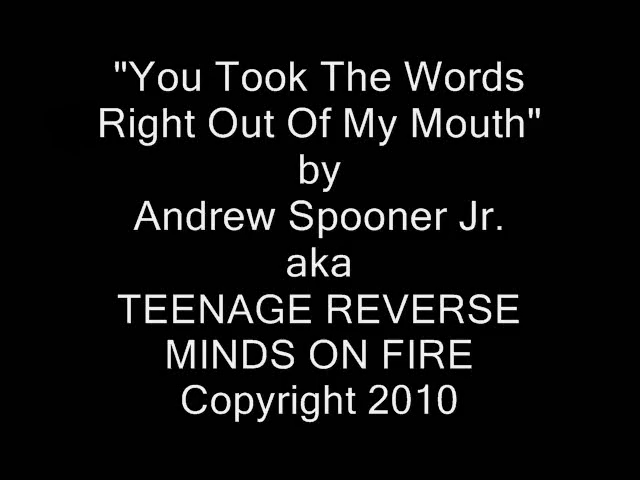 "You Took The Words
Right Out Of My Mouth"
by
Andrew Spooner Jr.
aka
TEENAGE REVERSE
MINDS ON FIRE
Copyright 2010